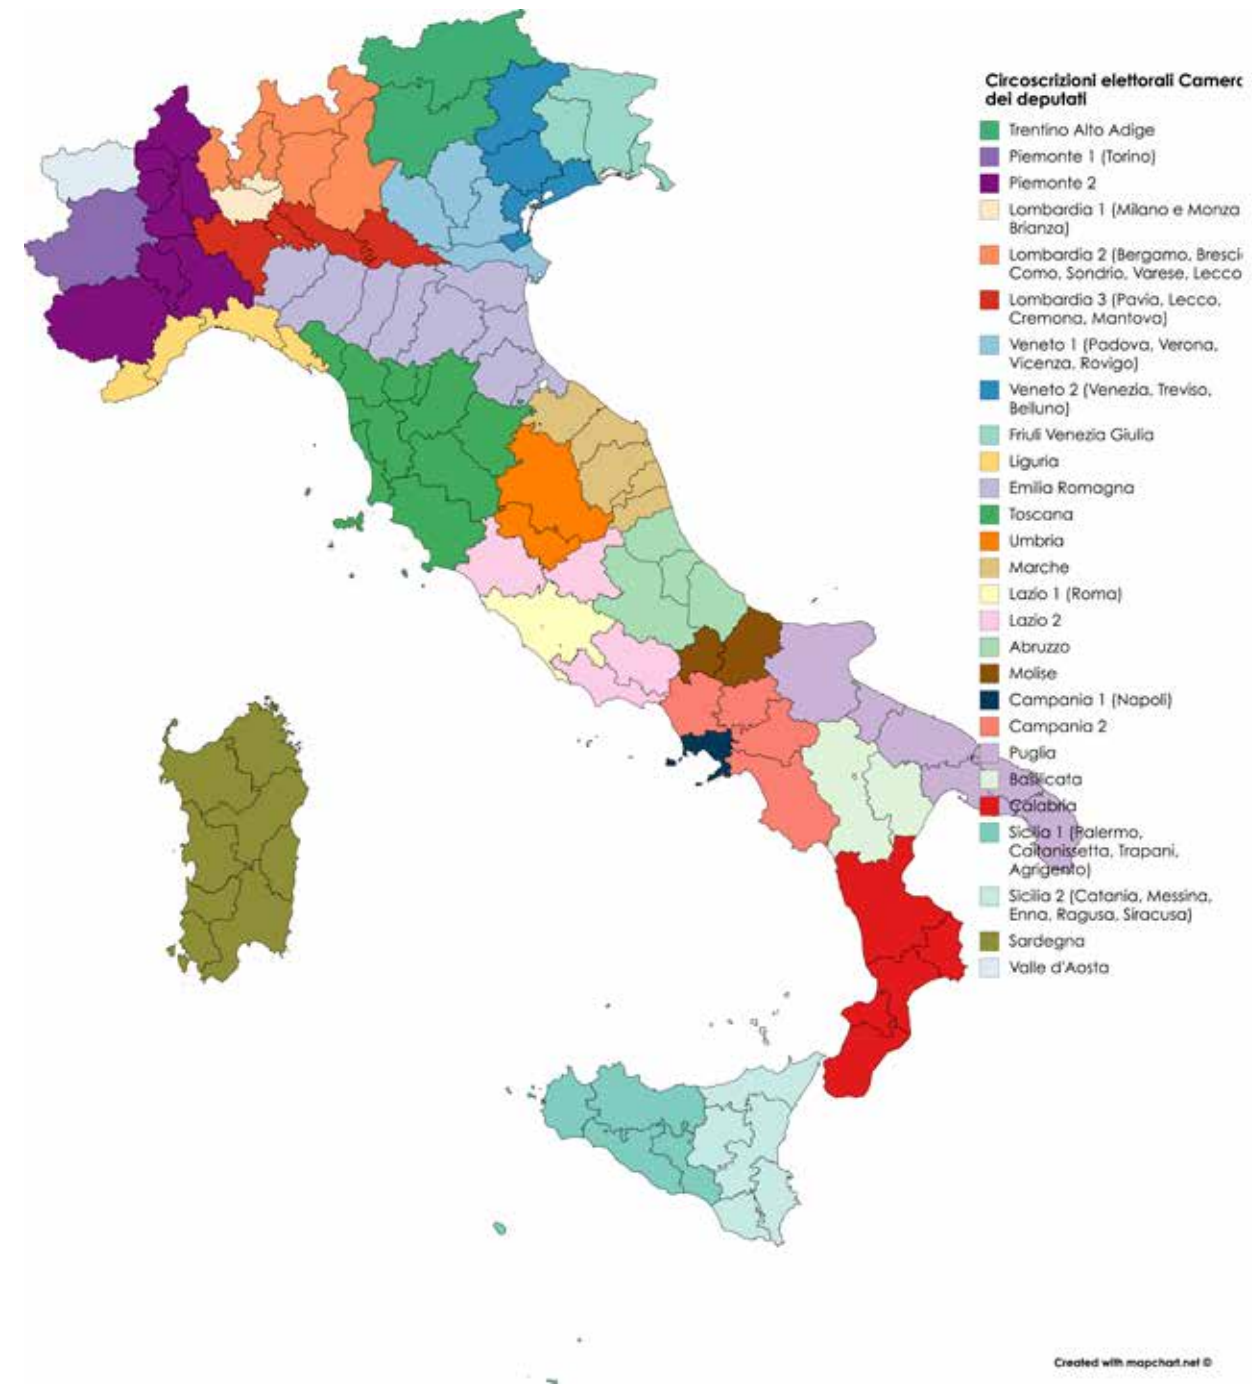 Circoscrizioni elettorali Camera
dei deputati
Trentino Alto Adige
Piemonte 1 (Torino)
Piemonte 2
Lombardia 1 (Milano e Monza
Brianza)
Lombardia 2 (Bergamo, Bresci
Como, Sondrio, Varese, Lecco
Lombardia 3 (Pavia, Lecco,
Cremona, Mantova)
Veneto 1 (Padova, Verona,
Vicenza, Rovigo)
Veneto 2 (Venezia, Treviso,
Belluno)
Friuli Venezia Giulia
Liguria
Emilia Romagna
Toscana
Umbria
Marche
Lazio 1 (Roma)
Lazio 2
Abruzzo
Molise
Campania 1 (Napoli)
Campania 2
Puglia
Basilicata
Calabria
Sicilia 1 (Palermo,
Caltanissetta, Trapani,
Agrigento)
Sicilia 2 (Catania, Messina,
Enna, Ragusa, Siracusa)
Sardegna
Valle d'Aosta
Created with mapchart.net ©